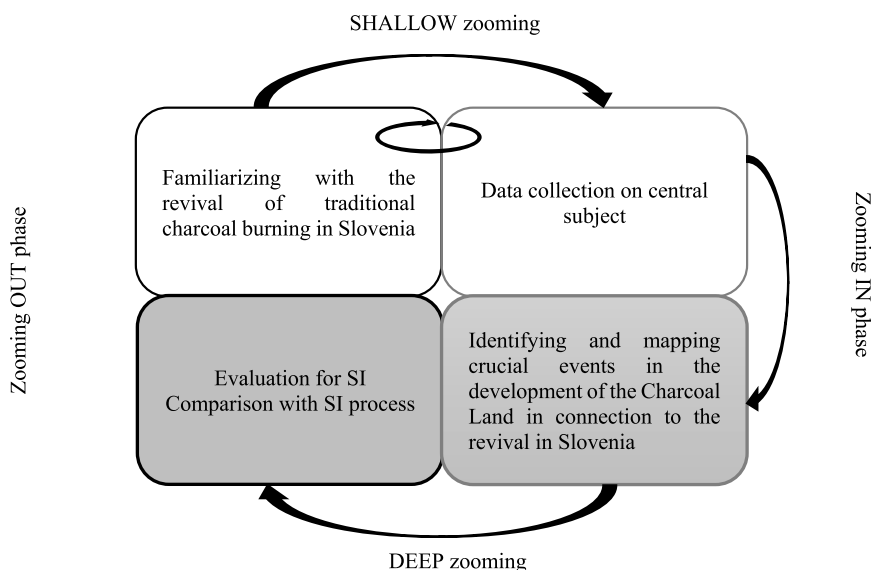 SHALLOW zooming
Familiarizing with the
revival of traditional
charcoal burning in Slovenia
Data collection on central
subject
Zooming OUT phase
Zooming IN phase
Evaluation for SI
Comparison with SI process
Identifying and mapping
crucial events in the
development of the Charcoal
Land in connection to the
revival in Slovenia
DEEP zooming